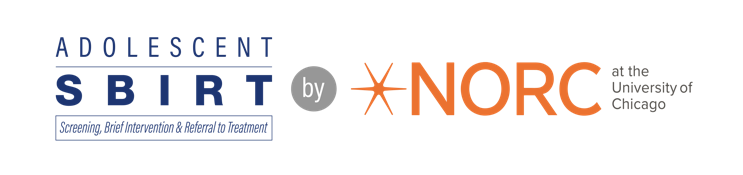 ADOLESCENT
SBIRT
Screening, Brief Intervention & Referral to Treatment
by
NORC
at the
University of
Chicago